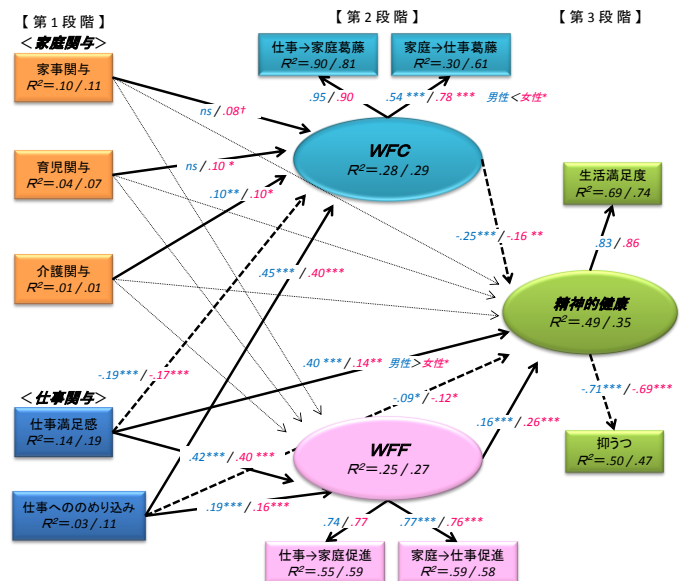 【第1段階】
【第2段階】
【第3段階】
＜家庭関与＞
家事関与
R²＝.10 / .11
育児関与
R²＝.04 / .07
介護関与
R²＝.01 / .01
＜仕事関与＞
仕事満足感
R²＝.14 / .19
仕事へののめり込み
R²＝.03 / .11
仕事→家庭葛藤
R²＝.90 / .81
家庭→仕事葛藤
R²＝.30 / .61
.95 / .90
.54 *** / .78 *** 男性＜女性*
WFC
R²＝.28 / .29
ns / .08†
ns / .10 *
.10** / .10*
.45*** / .40***
-.19*** / -.17***
-.25*** / -.16 **
.40 *** / .14** 男性＞女性*
-.09* / -.12*
.16*** / .26***
.42*** / .40 ***
.19*** / .16***
WFF
R²＝.25 / .27
.74 / .77
.77*** / .76***
仕事→家庭促進
R²＝.55 / .59
家庭→仕事促進
R²＝.59 / .58
生活満足度
R²＝.69 / .74
.83 / .86
精神的健康
R²＝.49 / .35
-.71*** / -.69***
抑うつ
R²＝.50 / .47